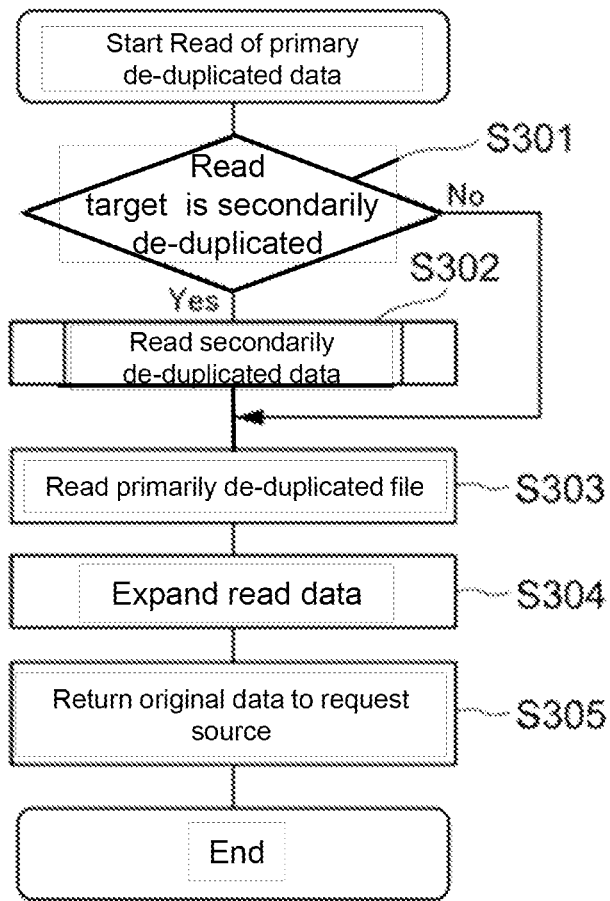 Start Read of primary
de-duplicated data
S301
Read
target is secondarily
de-duplicated
No
S302
Yes
Read secondarily
de-duplicated data
Read primarily de-duplicated file
S303
Expand read data
S304
Return original data to request
source
S305
End